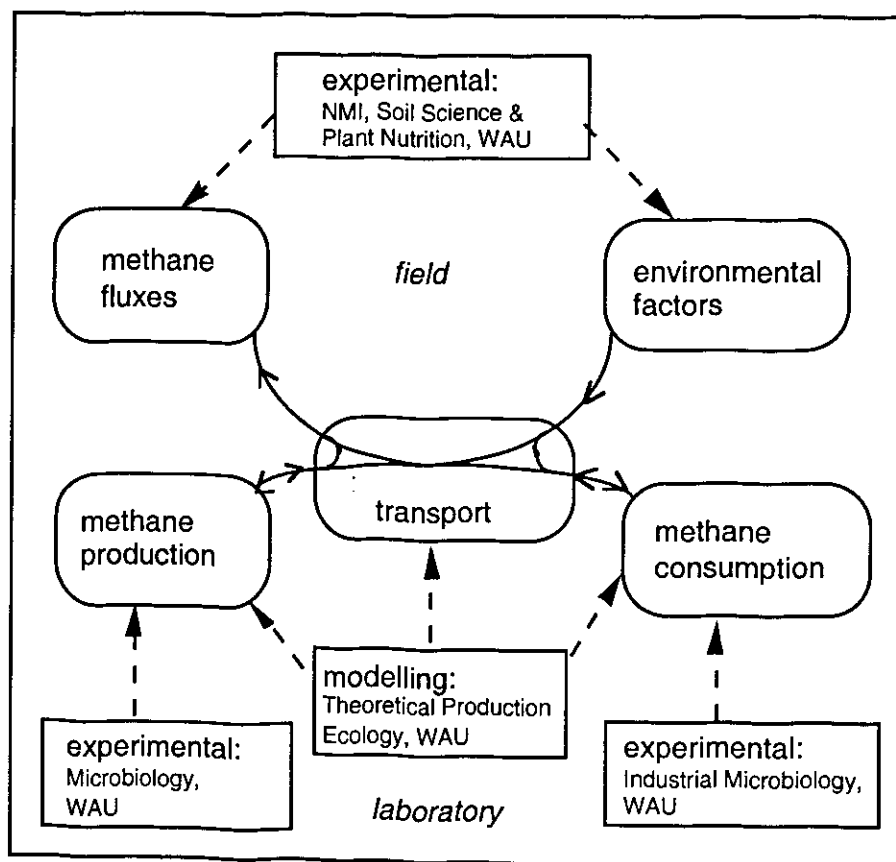 experimental:
NMI, Soil Science &
Plant Nutrition, WAU
methane
fluxes
field
environmental
factors
methane
production
transport
methane
consumption
modelling:
Theoretical Production
Ecology, WAU
experimental:
Microbiology,
WAU
experimental:
Industrial Microbiology,
WAU
laboratory